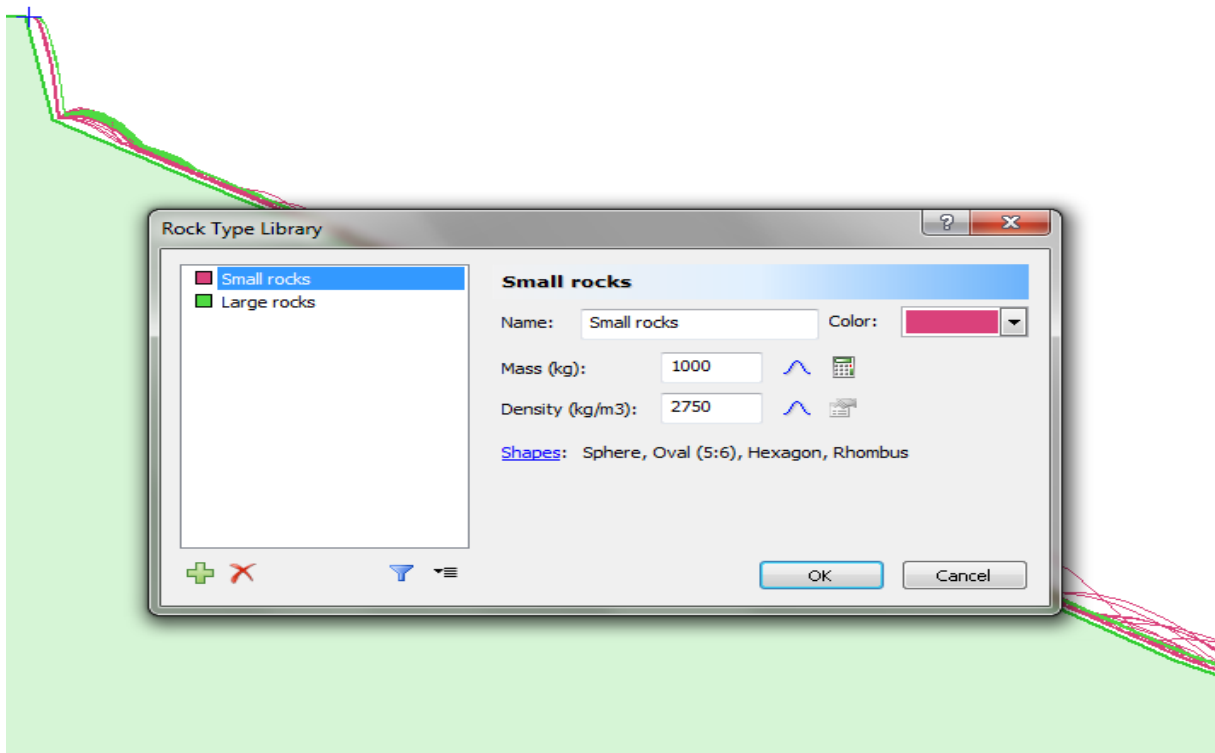 Rock Type Library
?
Small rocks
Large rocks
Small rocks
Name: Small rocks Color:
Mass (kg): 1000
Density (kg/m3): 2750
Shapes: Sphere, Oval (5:6), Hexagon, Rhombus
OK Cancel